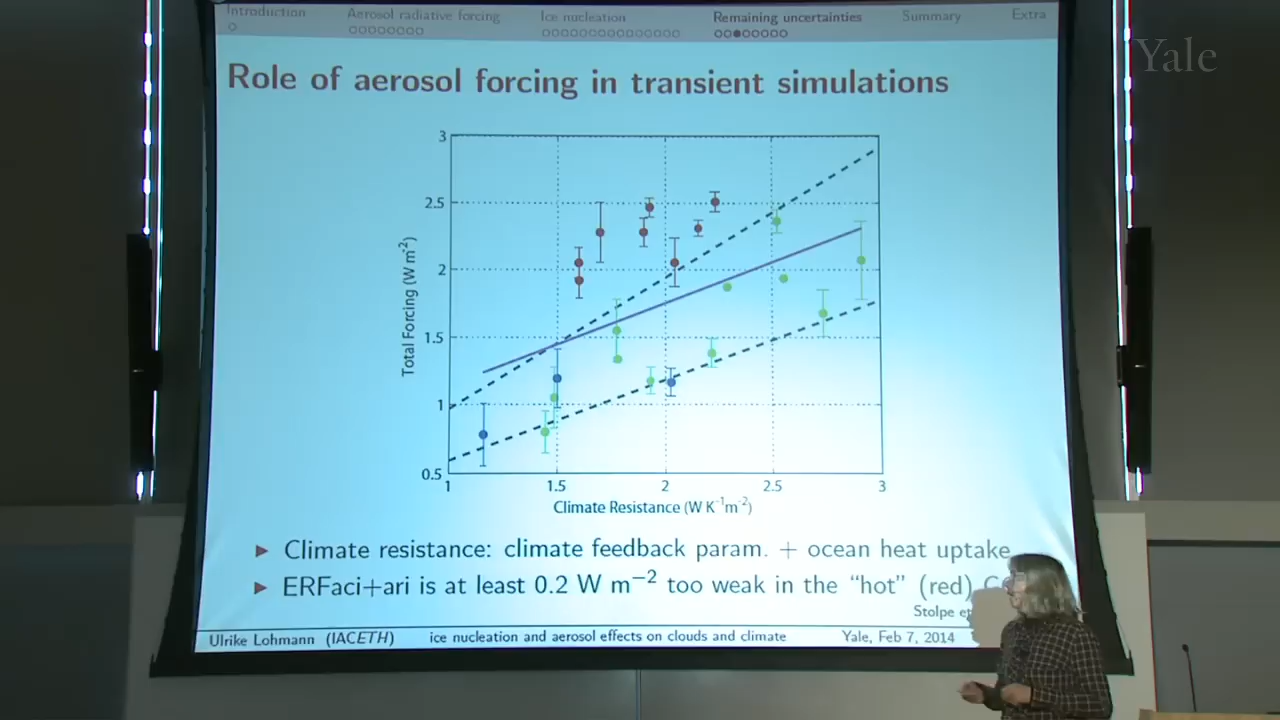 Introduction Aerosol radiative forcing Ice nucleation Remaining uncertainties Summary Extra
Yale
Role of aerosol forcing in transient simulations
3
2.5
2
1.5
1
0.5
Total Forcing (W m⁻²)
1 1.5 2 2.5 3
Climate Resistance (W K⁻¹m⁻²)
► Climate resistance: climate feedback param. + ocean heat uptake
► ERFaci+ari is at least 0.2 W m⁻² too weak in the “hot” (red)
Stolpe
Ulrike Lohmann (IACETH) ice nucleation and aerosol effects on clouds and climate Yale, Feb 7, 2014